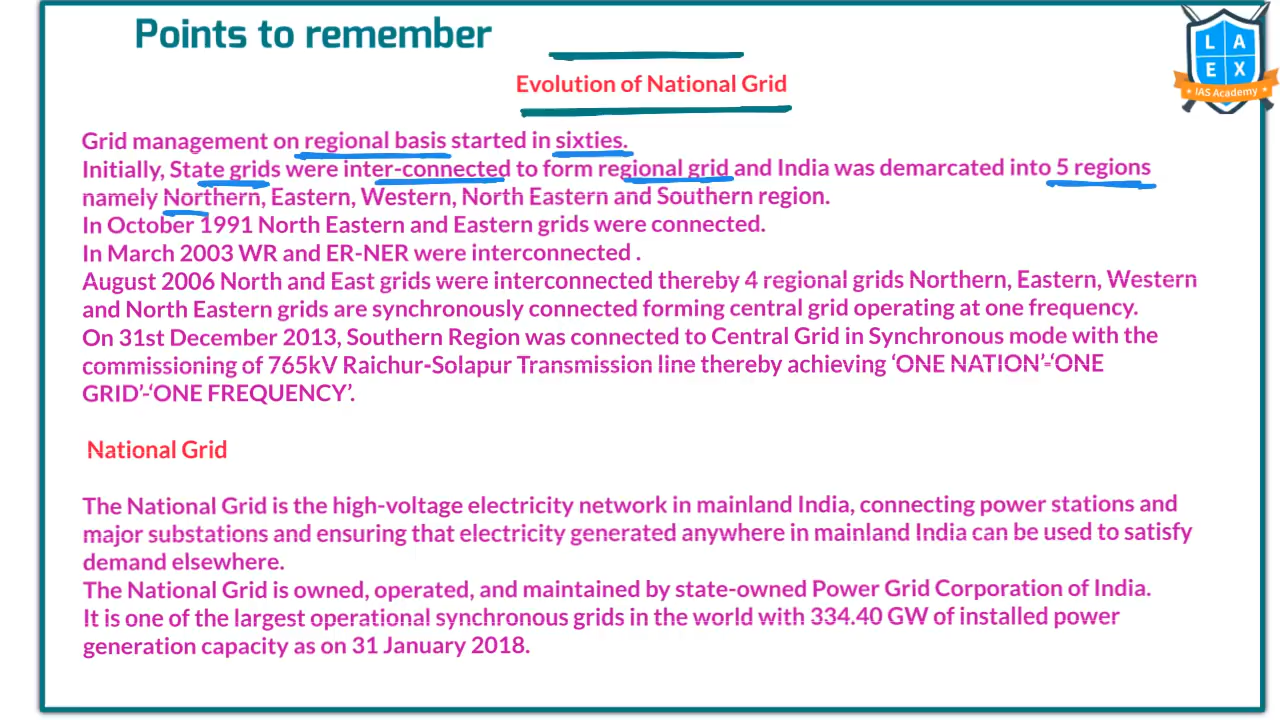 Points to remember
L A
E X
IAS Academy
Evolution of National Grid
Grid management on regional basis started in sixties.
Initially, State grids were inter-connected to form regional grid and India was demarcated into 5 regions
namely Northern, Eastern, Western, North Eastern and Southern region.
In October 1991 North Eastern and Eastern grids were connected.
In March 2003 WR and ER-NER were interconnected .
August 2006 North and East grids were interconnected thereby 4 regional grids Northern, Eastern, Western
and North Eastern grids are synchronously connected forming central grid operating at one frequency.
On 31st December 2013, Southern Region was connected to Central Grid in Synchronous mode with the
commissioning of 765kV Raichur-Solapur Transmission line thereby achieving ‘ONE NATION’-‘ONE
GRID’-‘ONE FREQUENCY’.
National Grid
The National Grid is the high-voltage electricity network in mainland India, connecting power stations and
major substations and ensuring that electricity generated anywhere in mainland India can be used to satisfy
demand elsewhere.
The National Grid is owned, operated, and maintained by state-owned Power Grid Corporation of India.
It is one of the largest operational synchronous grids in the world with 334.40 GW of installed power
generation capacity as on 31 January 2018.